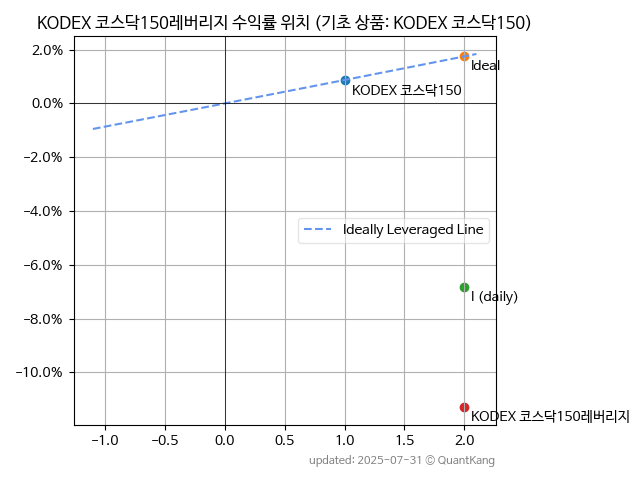 KODEX 코스닥150레버리지 수익률 위치 (기초 상품: KODEX 코스닥150)
2.0%
Ideal
KODEX 코스닥150
0.0%
−2.0%
−4.0%
Ideally Leveraged Line
−6.0%
I (daily)
−8.0%
−10.0%
KODEX 코스닥150레버리지
−1.0 −0.5 0.0 0.5 1.0 1.5 2.0
updated: 2025-07-31 © QuantKang